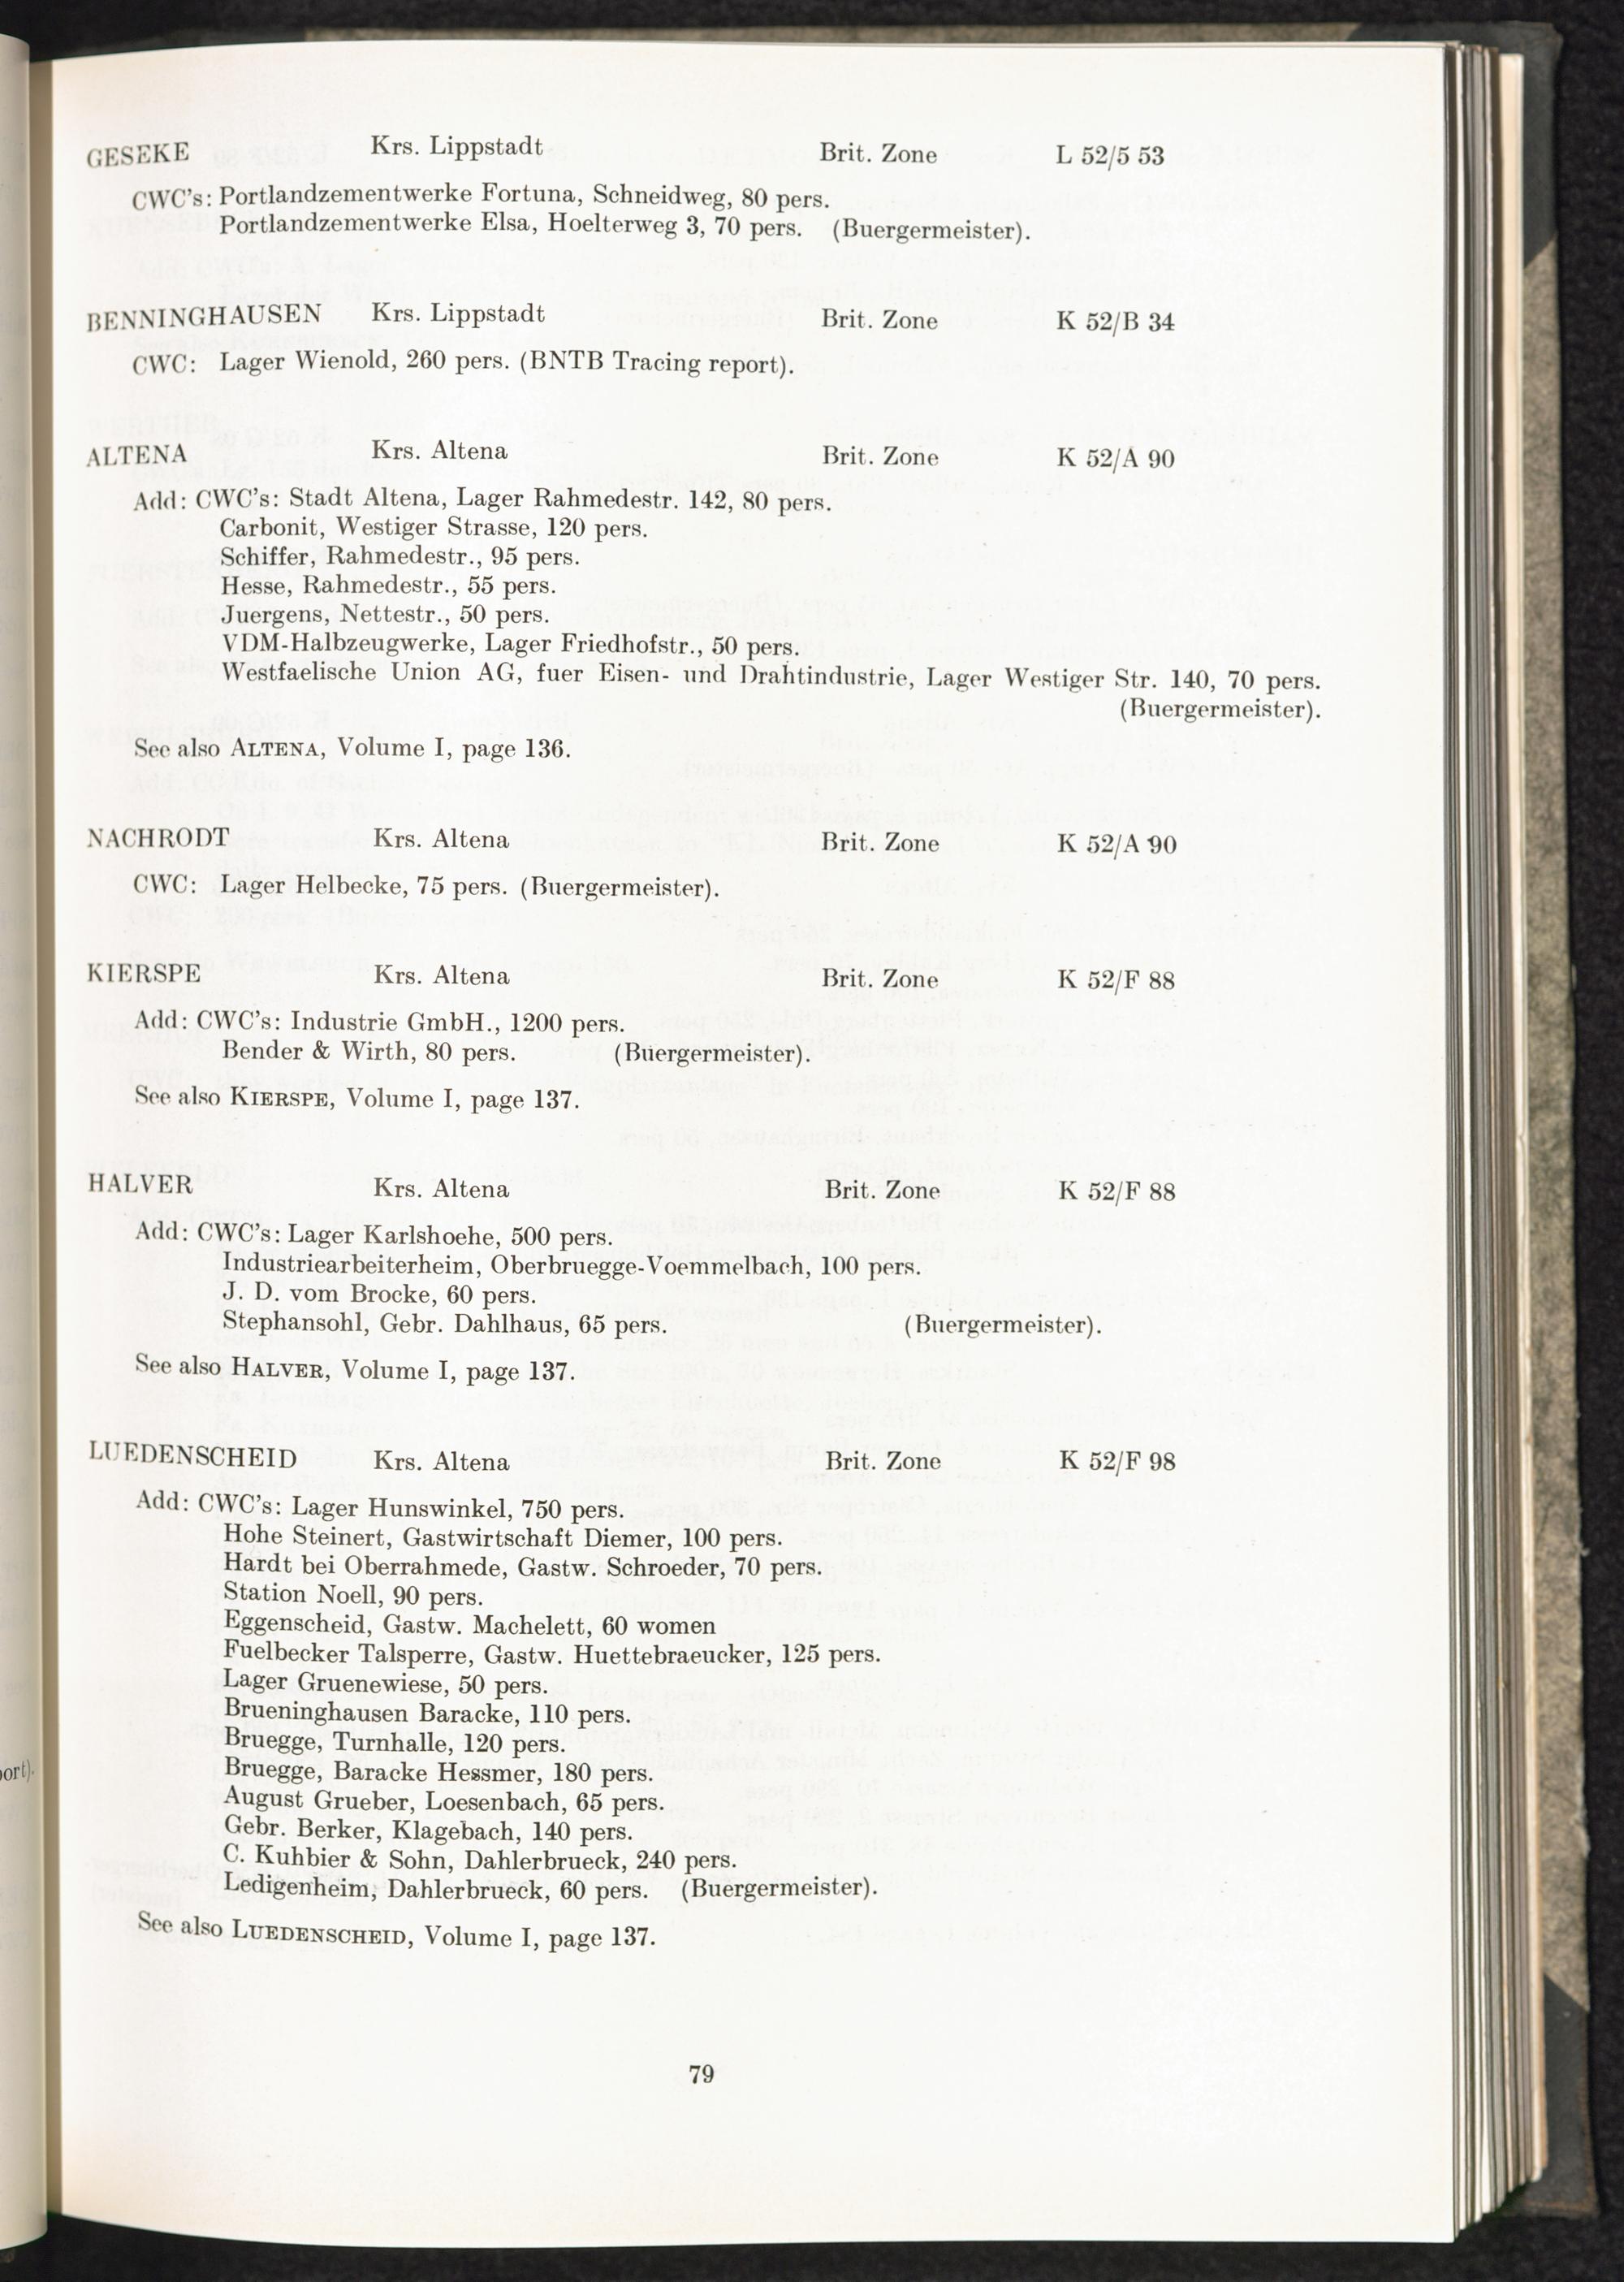 GESEKE Krs. Lippstadt Brit. Zone L 52/5 53
CWC's: Portlandzementwerke Fortuna, Schneidweg, 80 pers.
Portlandzementwerke Elsa, Hoelterweg 3, 70 pers. (Buergermeister).
BENNINGHAUSEN Krs. Lippstadt Brit. Zone K 52/B 34
CWC: Lager Wienold, 260 pers. (BNTB Tracing report).
ALTENA Krs. Altena Brit. Zone K 52/A 90
Add: CWC's: Stadt Altena, Lager Rahmedestr. 142, 80 pers.
Carbonit, Westiger Strasse, 120 pers.
Schiffer, Rahmedestr., 95 pers.
Hesse, Rahmedestr., 55 pers.
Juergens, Nettestr., 50 pers.
VDM-Halbzeugwerke, Lager Friedhofstr., 50 pers.
Westfaelische Union AG, fuer Eisen- und Drahtindustrie, Lager Westiger Str. 140, 70 pers.
(Buergermeister).
See also ALTENA, Volume I, page 136.
NACHRODT Krs. Altena Brit. Zone K 52/A 90
CWC: Lager Helbecke, 75 pers. (Buergermeister).
KIERSPE Krs. Altena Brit. Zone K 52/F 88
Add: CWC's: Industrie GmbH., 1200 pers.
Bender & Wirth, 80 pers. (Buergermeister).
See also KIERSPE, Volume I, page 137.
HALVER Krs. Altena Brit. Zone K 52/F 88
Add: CWC's: Lager Karlshoehe, 500 pers.
Industriearbeiterheim, Oberbruegge-Voemmelbach, 100 pers.
J. D. vom Brocke, 60 pers.
Stephansohl, Gebr. Dahlhaus, 65 pers. (Buergermeister).
See also HALVER, Volume I, page 137.
LUEDENSCHEID Krs. Altena Brit. Zone K 52/F 98
Add: CWC's: Lager Hunswinkel, 750 pers.
Hohe Steinert, Gastwirtschaft Diemer, 100 pers.
Hardt bei Oberrahmede, Gastw. Schroeder, 70 pers.
Station Noell, 90 pers.
Eggenscheid, Gastw. Machelett, 60 women
Fuelbecker Talsperre, Gastw. Huettebraeucker, 125 pers.
Lager Gruenewiese, 50 pers.
Brueninghausen Baracke, 110 pers.
Bruegge, Turnhalle, 120 pers.
Bruegge, Baracke Hessmer, 180 pers.
August Grueber, Loesenbach, 65 pers.
Gebr. Berker, Klagebach, 140 pers.
C. Kuhbier & Sohn, Dahlerbrueck, 240 pers.
Ledigenheim, Dahlerbrueck, 60 pers. (Buergermeister).
See also LUEDENSCHEID, Volume I, page 137.
79